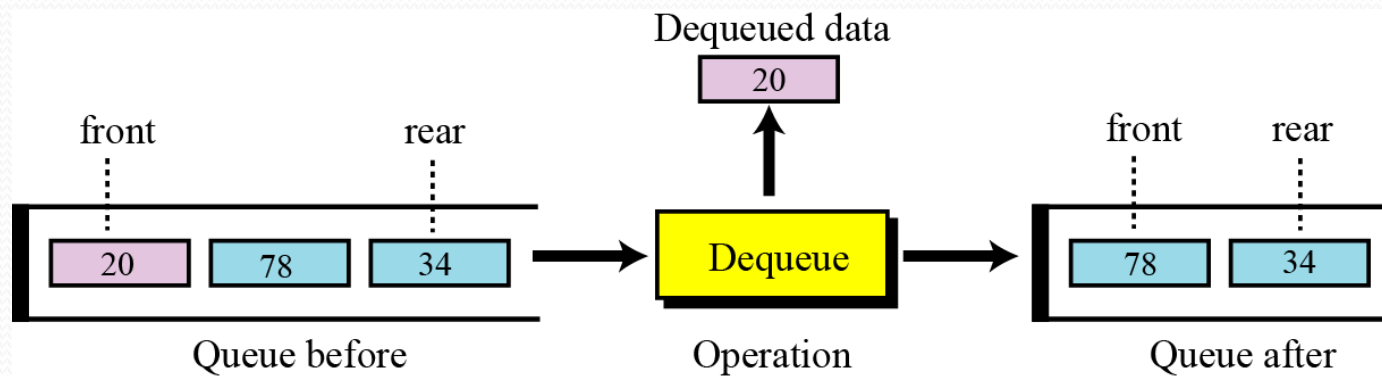 Dequeued data
20
front
rear
front
rear
20
78
34
Dequeue
78
34
Queue before
Operation
Queue after